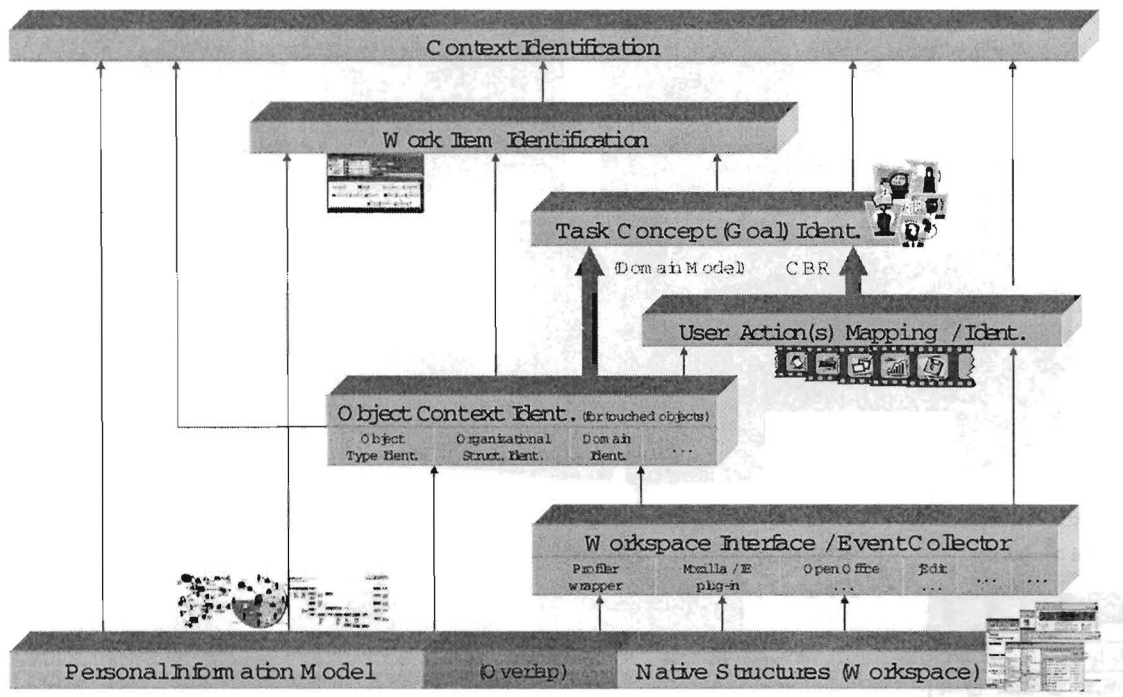 Context Identification
Work Item Identification
Task Concept (Goal) Ident.
(Domain Model) CBR
User Action(s) Mapping / Ident.
Object Context Ident. (for touched objects)
Object Organizational Domain
Type Ident. Struct. Ident. Ident. ...
Workspace Interface / Event Collector
Profiler Mozilla / IE Open Office jEdit
wrapper plug-in ... ... ... ...
Personal Information Model (Overlap) Native Structures (Workspace)